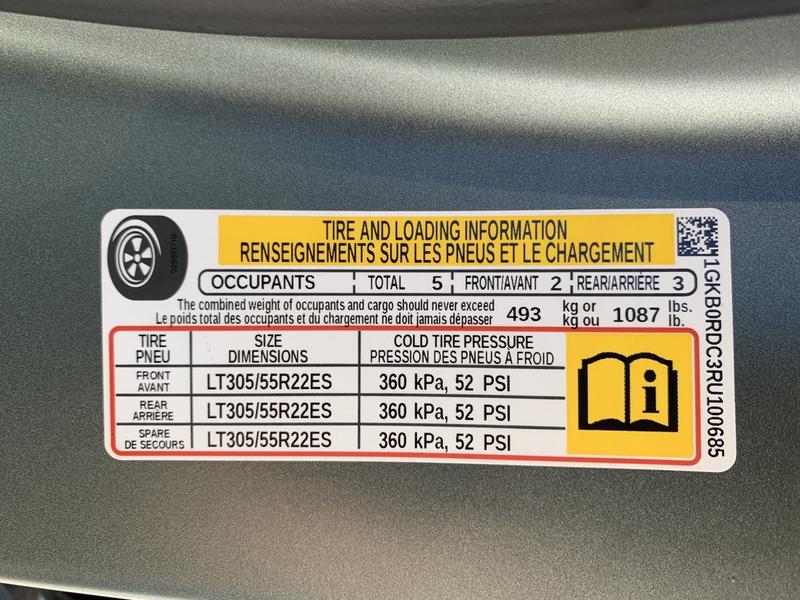 TIRE AND LOADING INFORMATION
RENSEIGNEMENTS SUR LES PNEUS ET LE CHARGEMENT
RU100685
OCCUPANTS TOTAL 5 FRONT/AVANT 2 REAR/ARRIÈRE 3
The combined weight of occupants and cargo should never exceed 493 kg or 1087 lbs.
Le poids total des occupants et du chargement ne doit jamais dépasser kg ou lb.
TIRE SIZE COLD TIRE PRESSURE
PNEU DIMENSIONS PRESSION DES PNEUS À FROID
FRONT
AVANT LT305/55R22ES 360 kPa, 52 PSI
REAR
ARRIÈRE LT305/55R22ES 360 kPa, 52 PSI
SPARE
DE SECOURS LT305/55R22ES 360 kPa, 52 PSI
i
1GKB0RDC3RU100685